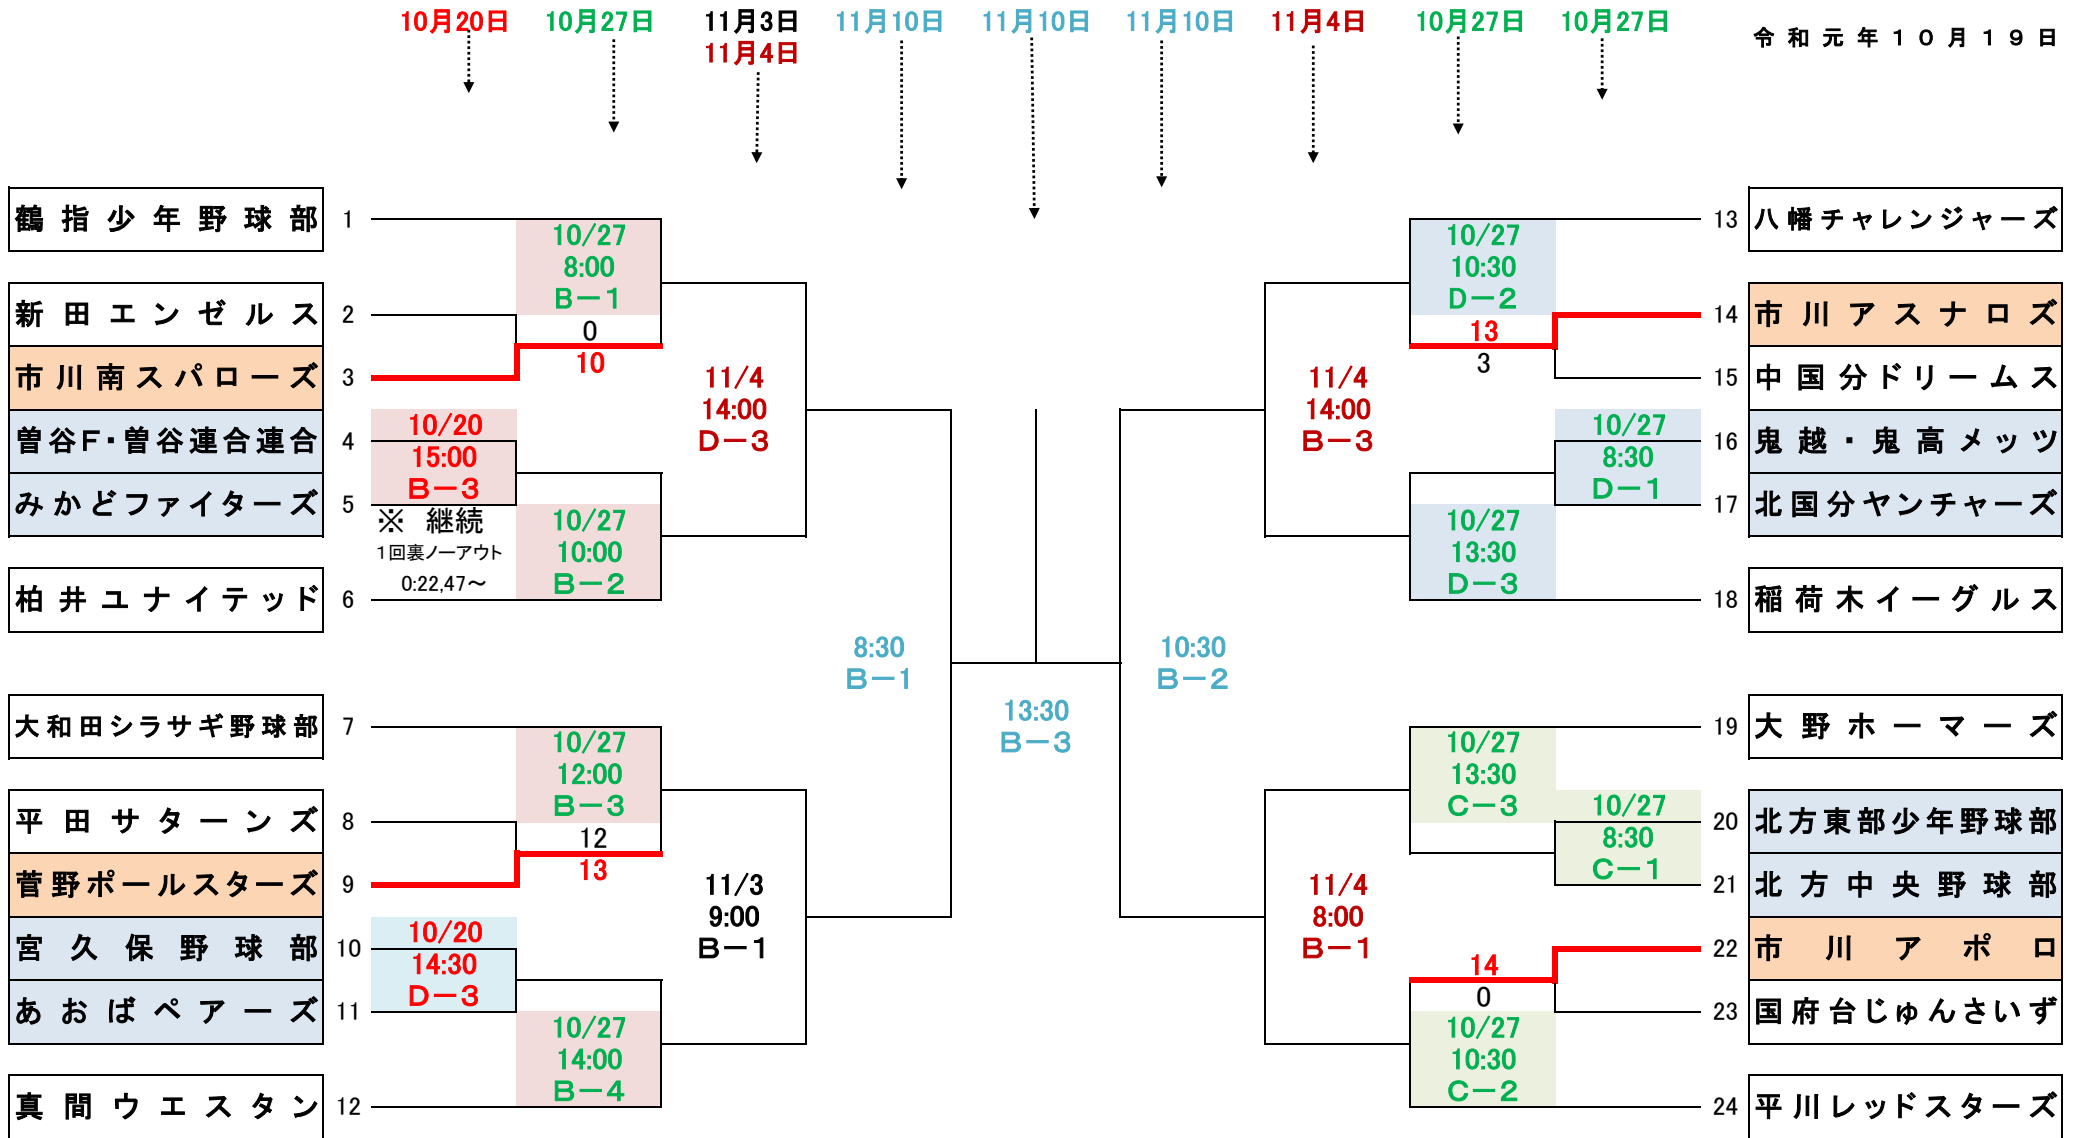 10月20日 10月27日 11月3日 11月10日 11月10日 11月10日 11月4日 10月27日 10月27日 令和元年10月19日
11月4日
鶴指少年野球部 1
10/27
8:00
B-1
新田エンゼルス 2
0
10
市川南スパローズ 3
11/4
14:00
D-3
曽谷F・曽谷連合連合 4
10/20
15:00
B-3
みかどファイターズ 5
※ 継続
1回裏ノーアウト
0:22,47～
10/27
10:00
B-2
柏井ユナイテッド 6
8:30
B-1
大和田シラサギ野球部 7
10/27
12:00
B-3
平田サターンズ 8
12
13
菅野ポールスターズ 9
11/3
9:00
B-1
宮久保野球部 10
10/20
14:30
D-3
あおばベアーズ 11
10/27
14:00
B-4
真間ウエスタン 12
13:30
B-3
10:30
B-2
13 八幡チャレンジャーズ
10/27
10:30
D-2
14 市川アスナロズ
13
3
15 中国分ドリームス
11/4
14:00
B-3
16 鬼越・鬼高メッツ
10/27
8:30
D-1
17 北国分ヤンチャーズ
10/27
13:30
D-3
18 稲荷木イーグルス
19 大野ホーマーズ
10/27
13:30
C-3
20 北方東部少年野球部
10/27
8:30
C-1
21 北方中央野球部
11/4
8:00
B-1
22 市川アポロ
14
0
23 国府台じゅんさいず
10/27
10:30
C-2
24 平川レッドスターズ